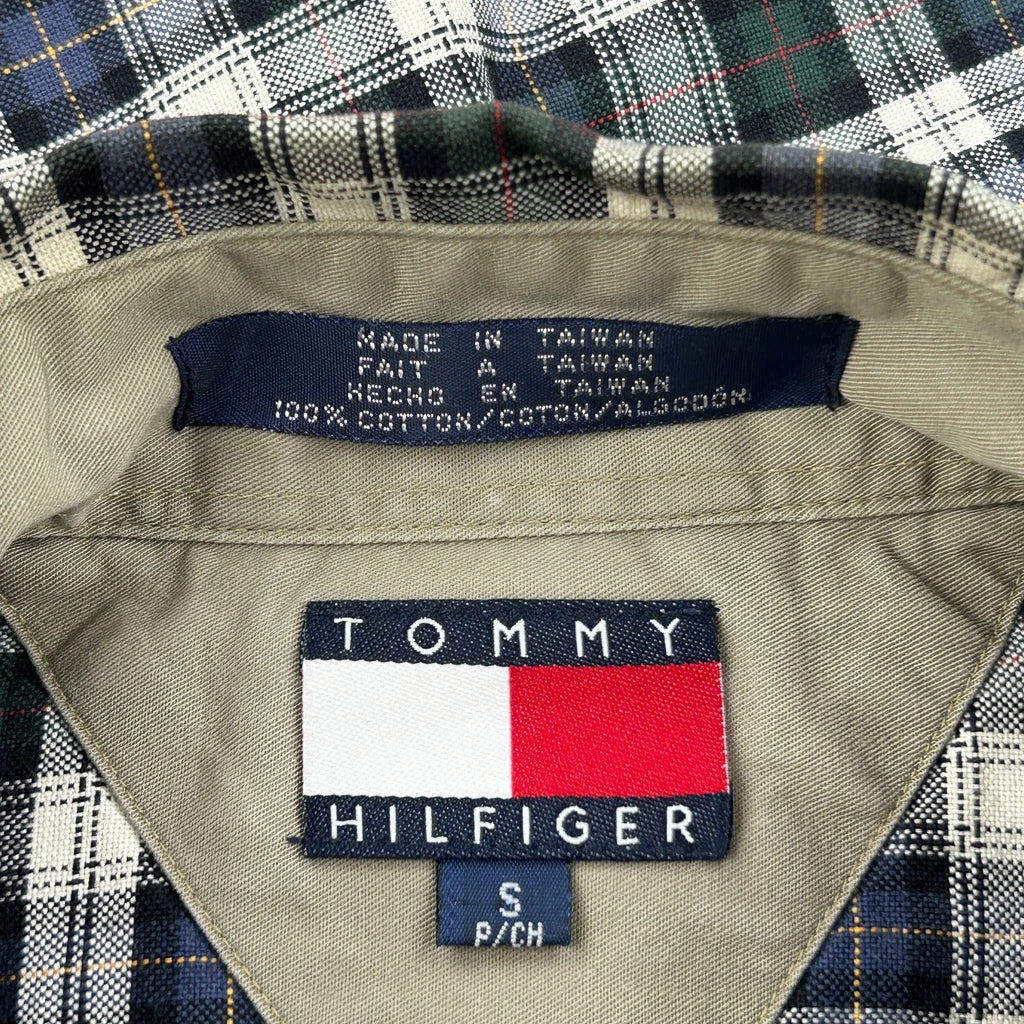 MADE IN TAIWAN
FAIT A TAIWAN
HECHO EN TAIWAN
100% COTTON/COTON/ALGODÓN
TOMMY
HILFIGER
S
P/CH